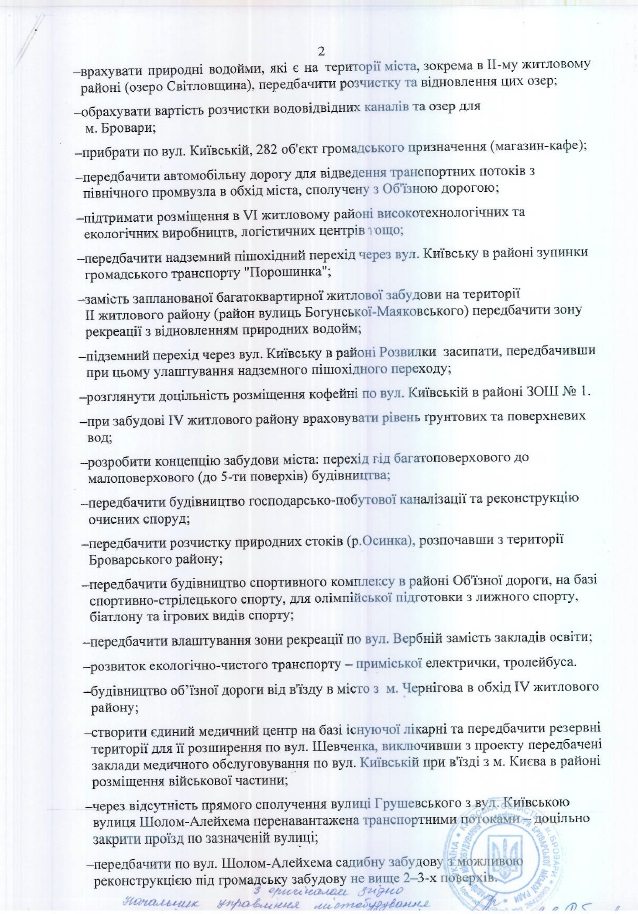 2
–врахувати природні водойми, які є на території міста, зокрема в II-му житловому
районі (озеро Світловщина), передбачити розчистку та відновлення цих озер;
–обрахувати вартість розчистки водовідвідних каналів та озер для
м. Бровари;
–прибрати по вул. Київській, 282 об'єкт громадського призначення (магазин-кафе);
–передбачити автомобільну дорогу для відведення транспортних потоків з
північного промвузла в обхід міста, сполучену з Об'їзною дорогою;
–підтримати розміщення в VI житловому районі високотехнологічних та
екологічних виробництв, логістичних центрів тощо;
–передбачити надземний пішохідний перехід через вул. Київську в районі зупинки
громадського транспорту "Порошинка";
–замість запланованої багатоквартирної житлової забудови на території
II житлового району (район вулиць Богунської-Маяковського) передбачити зону
рекреації з відновленням природних водойм;
–підземний перехід через вул. Київську в районі Розвилки засипати, передбачивши
при цьому улаштування надземного пішохідного переходу;
–розглянути доцільність розміщення кофейні по вул. Київській в районі ЗОШ № 1.
–при забудові IV житлового району враховувати рівень ґрунтових та поверхневих
вод;
–розробити концепцію забудови міста: перехід від багатоповерхового до
малоповерхового (до 5-ти поверхів) будівництва;
–передбачити будівництво господарсько-побутової каналізації та реконструкцію
очисних споруд;
–передбачити розчистку природних стоків (р.Осинка), розпочавши з території
Броварського району;
–передбачити будівництво спортивного комплексу в районі Об'їзної дороги, на базі
спортивно-стрілецького спорту, для олімпійської підготовки з лижного спорту,
біатлону та ігрових видів спорту;
–передбачити влаштування зони рекреації по вул. Вербній замість закладів освіти;
–розвиток екологічно-чистого транспорту – приміської електрички, тролейбуса.
–будівництво об'їзної дороги від в'їзду в місто з м. Чернігова в обхід IV житлового
району;
–створити єдиний медичний центр на базі існуючої лікарні та передбачити резервні
території для її розширення по вул. Шевченка, виключивши з проекту передбачені
заклади медичного обслуговування по вул. Київській при в'їзді з м. Києва в районі
розміщення військової частини;
–через відсутність прямого сполучення вулиці Грушевського з вул. Київською
вулиця Шолом-Алейхема перенавантажена транспортними потоками – доцільно
закрити проїзд по зазначеній вулиці;
–передбачити по вул. Шолом-Алейхема садибну забудову з можливою
реконструкцією під громадську забудову не вище 2–3-х поверхів.
З оригіналом згідно
Начальник управління містобудування